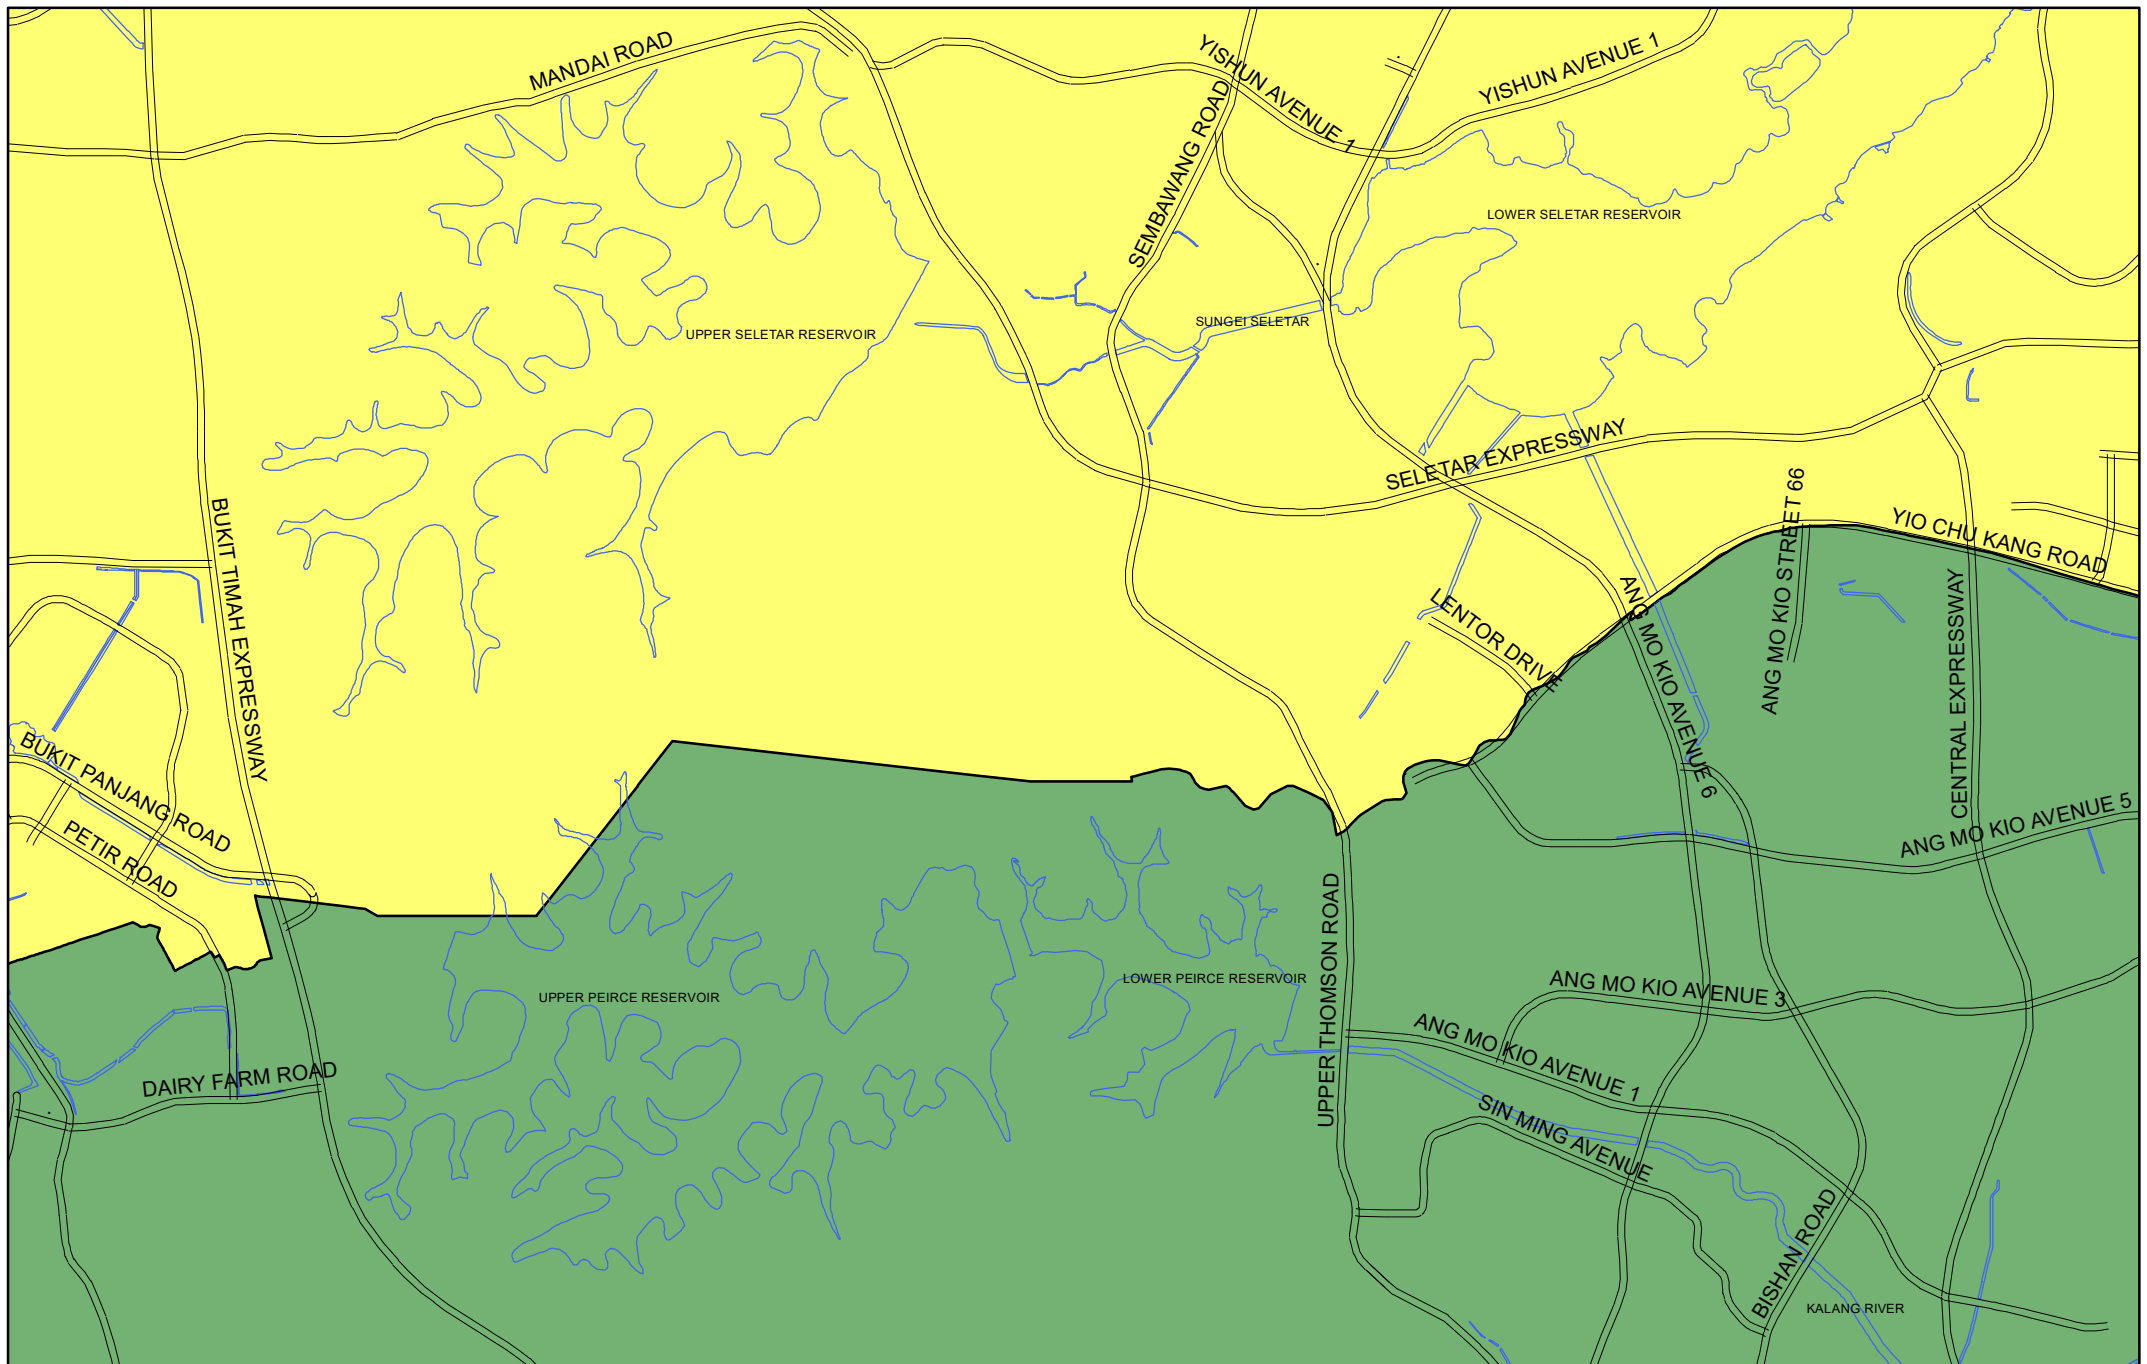 MANDAI ROAD
YISHUN AVENUE 1
YISHUN AVENUE 1
SEMBAWANG ROAD
LOWER SELETAR RESERVOIR
SUNGEI SELETAR
UPPER SELETAR RESERVOIR
SELETAR EXPRESSWAY
ANG MO KIO STREET 66
YIO CHU KANG ROAD
BUKIT TIMAH EXPRESSWAY
LENTOR DRIVE
ANG MO KIO AVENUE 6
CENTRAL EXPRESSWAY
BUKIT PANJANG ROAD
PETIR ROAD
ANG MO KIO AVENUE 5
UPPER THOMSON ROAD
LOWER PEIRCE RESERVOIR
UPPER PEIRCE RESERVOIR
ANG MO KIO AVENUE 3
ANG MO KIO AVENUE 1
DAIRY FARM ROAD
SIN MING AVENUE
BISHAN ROAD
KALANG RIVER